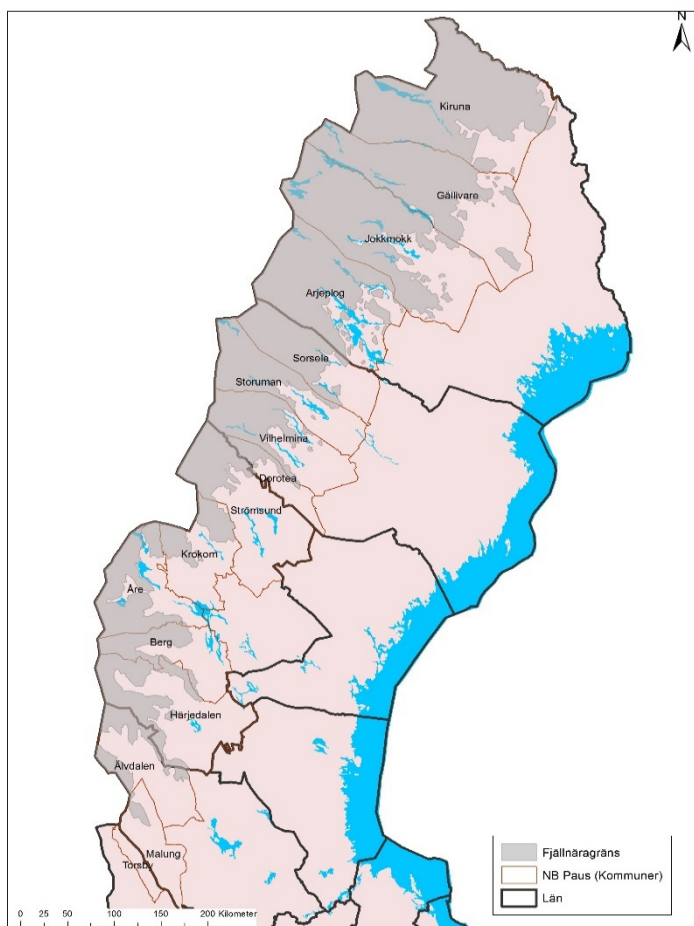 N
Kiruna
Gällivare
Jokkmokk
Arjeplog
Sorsele
Storuman
Vilhelmina
Dorotea
Strömsund
Krokom
Åre
Berg
Härjedalen
Älvdalen
Malung
Torsby
Fjällnäragräns
NB Paus (Kommuner)
Län
0 25 50 100 150 200 Kilometer